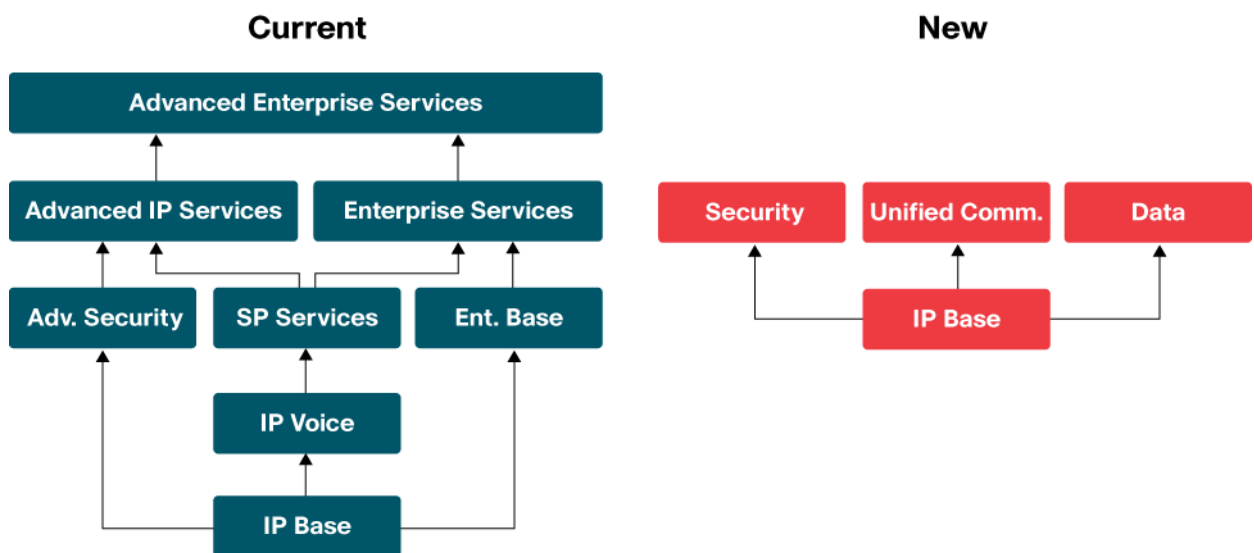 Current
Advanced Enterprise Services
Advanced IP Services
Enterprise Services
Adv. Security
SP Services
Ent. Base
IP Voice
IP Base
New
Security
Unified Comm.
Data
IP Base